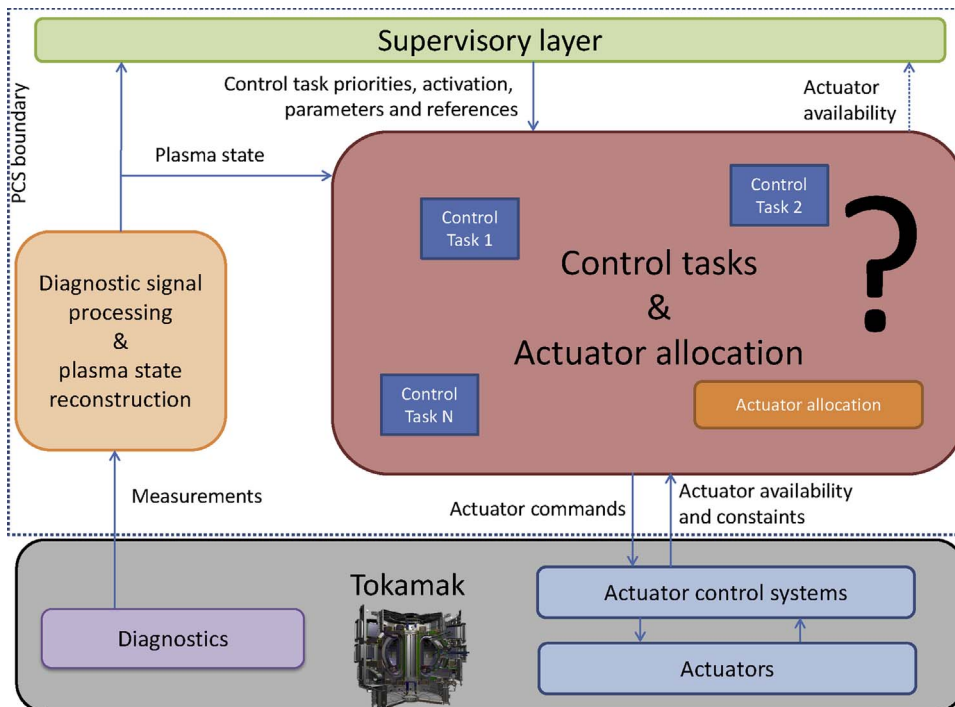 Supervisory layer
Control task priorities, activation,
parameters and references
Actuator
availability
PCS boundary
Plasma state
Control
Task 1
Control
Task 2
?
Control tasks
&
Actuator allocation
Diagnostic signal
processing
&
plasma state
reconstruction
Control
Task N
Actuator allocation
Measurements
Actuator commands
Actuator availability
and constaints
Tokamak
Diagnostics
Actuator control systems
Actuators